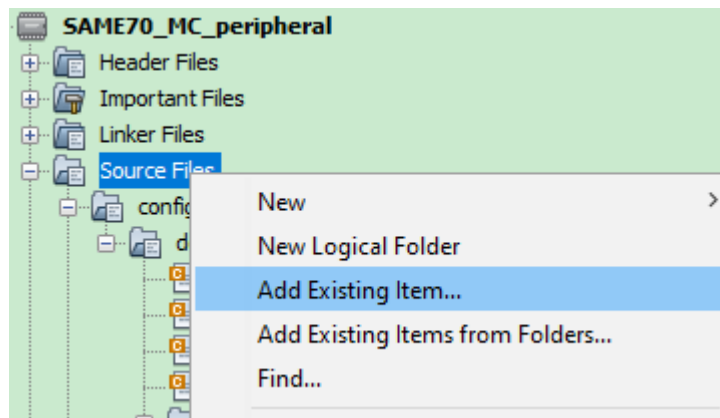 SAME70_MC_peripheral
Header Files
Important Files
Linker Files
Source Files
config
New
d
New Logical Folder
Add Existing Item...
Add Existing Items from Folders...
Find...